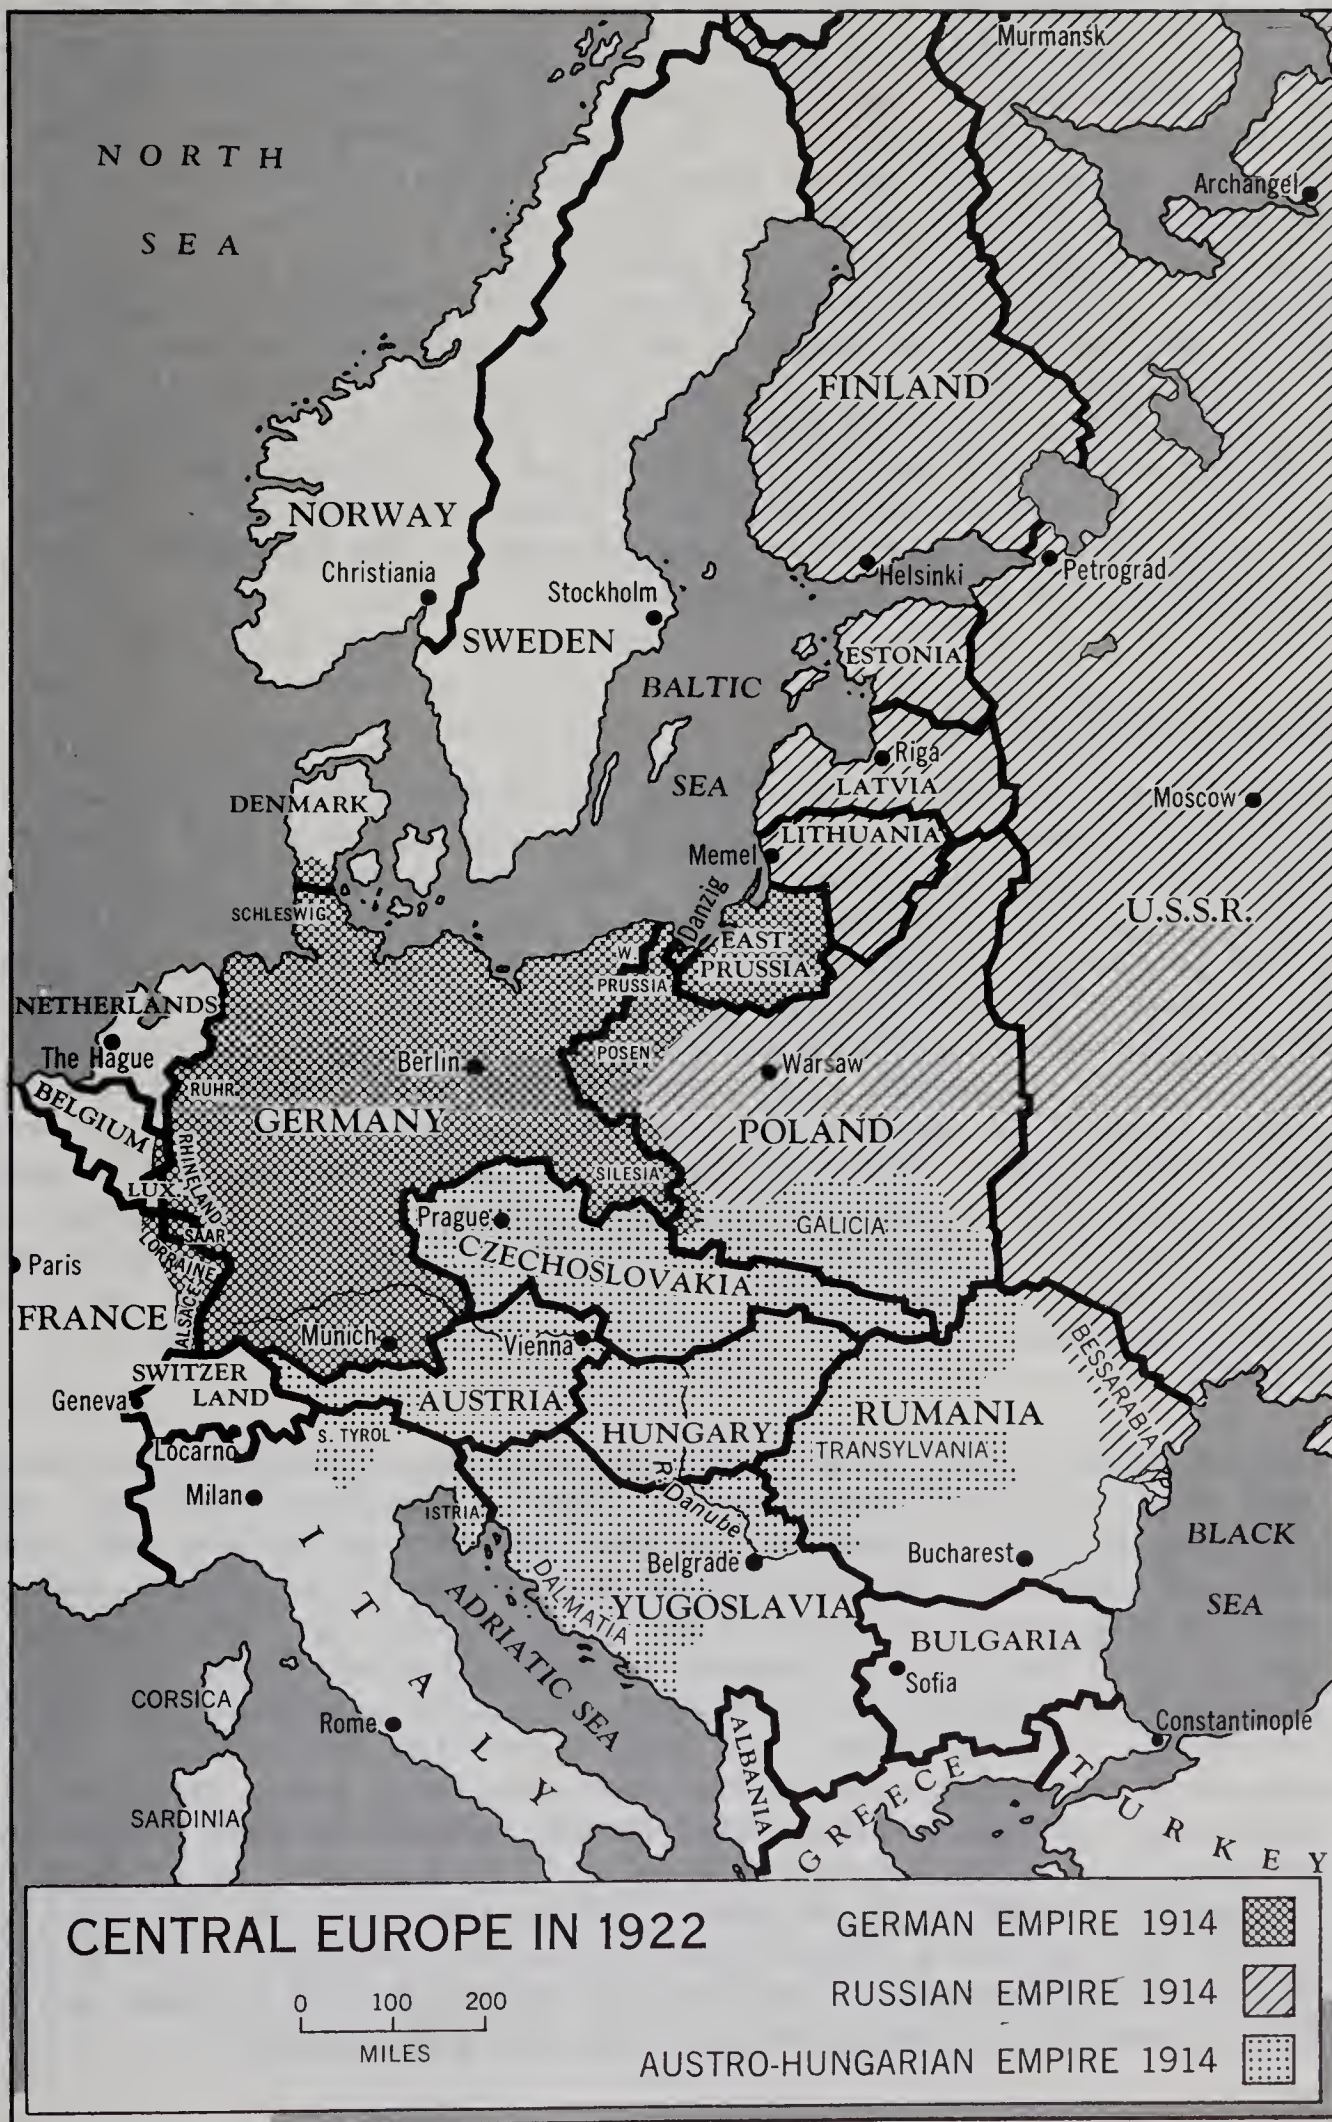 Murmansk
NORTH
SEA
Archangel
FINLAND
NORWAY
Christiania
Stockholm
SWEDEN
Helsinki
Petrograd
ESTONIA
BALTIC
SEA
Riga
LATVIA
Moscow
DENMARK
LITHUANIA
Memel
Danzig
U.S.S.R.
SCHLESWIG
EAST
PRUSSIA
W.
PRUSSIA
NETHERLANDS
The Hague
POSEN
Berlin
Warsaw
RUHR
BELGIUM
GERMANY
POLAND
RHINELAND
SILESIA
LUX.
GALICIA
Prague
SAAR
LORRAINE
CZECHOSLOVAKIA
Paris
ALSACE
FRANCE
Munich
Vienna
BESSARABIA
SWITZER
LAND
Geneva
AUSTRIA
RUMANIA
HUNGARY
TRANSYLVANIA
S. TYROL
Locarno
Milan
R. Danube
ISTRIA
BLACK
SEA
Belgrade
Bucharest
DALMATIA
YUGOSLAVIA
ITALY
ADRIATIC SEA
BULGARIA
Sofia
CORSICA
Rome
Constantinople
ALBANIA
GREECE
TURKEY
SARDINIA
CENTRAL EUROPE IN 1922
0 100 200
MILES
GERMAN EMPIRE 1914
RUSSIAN EMPIRE 1914
AUSTRO-HUNGARIAN EMPIRE 1914